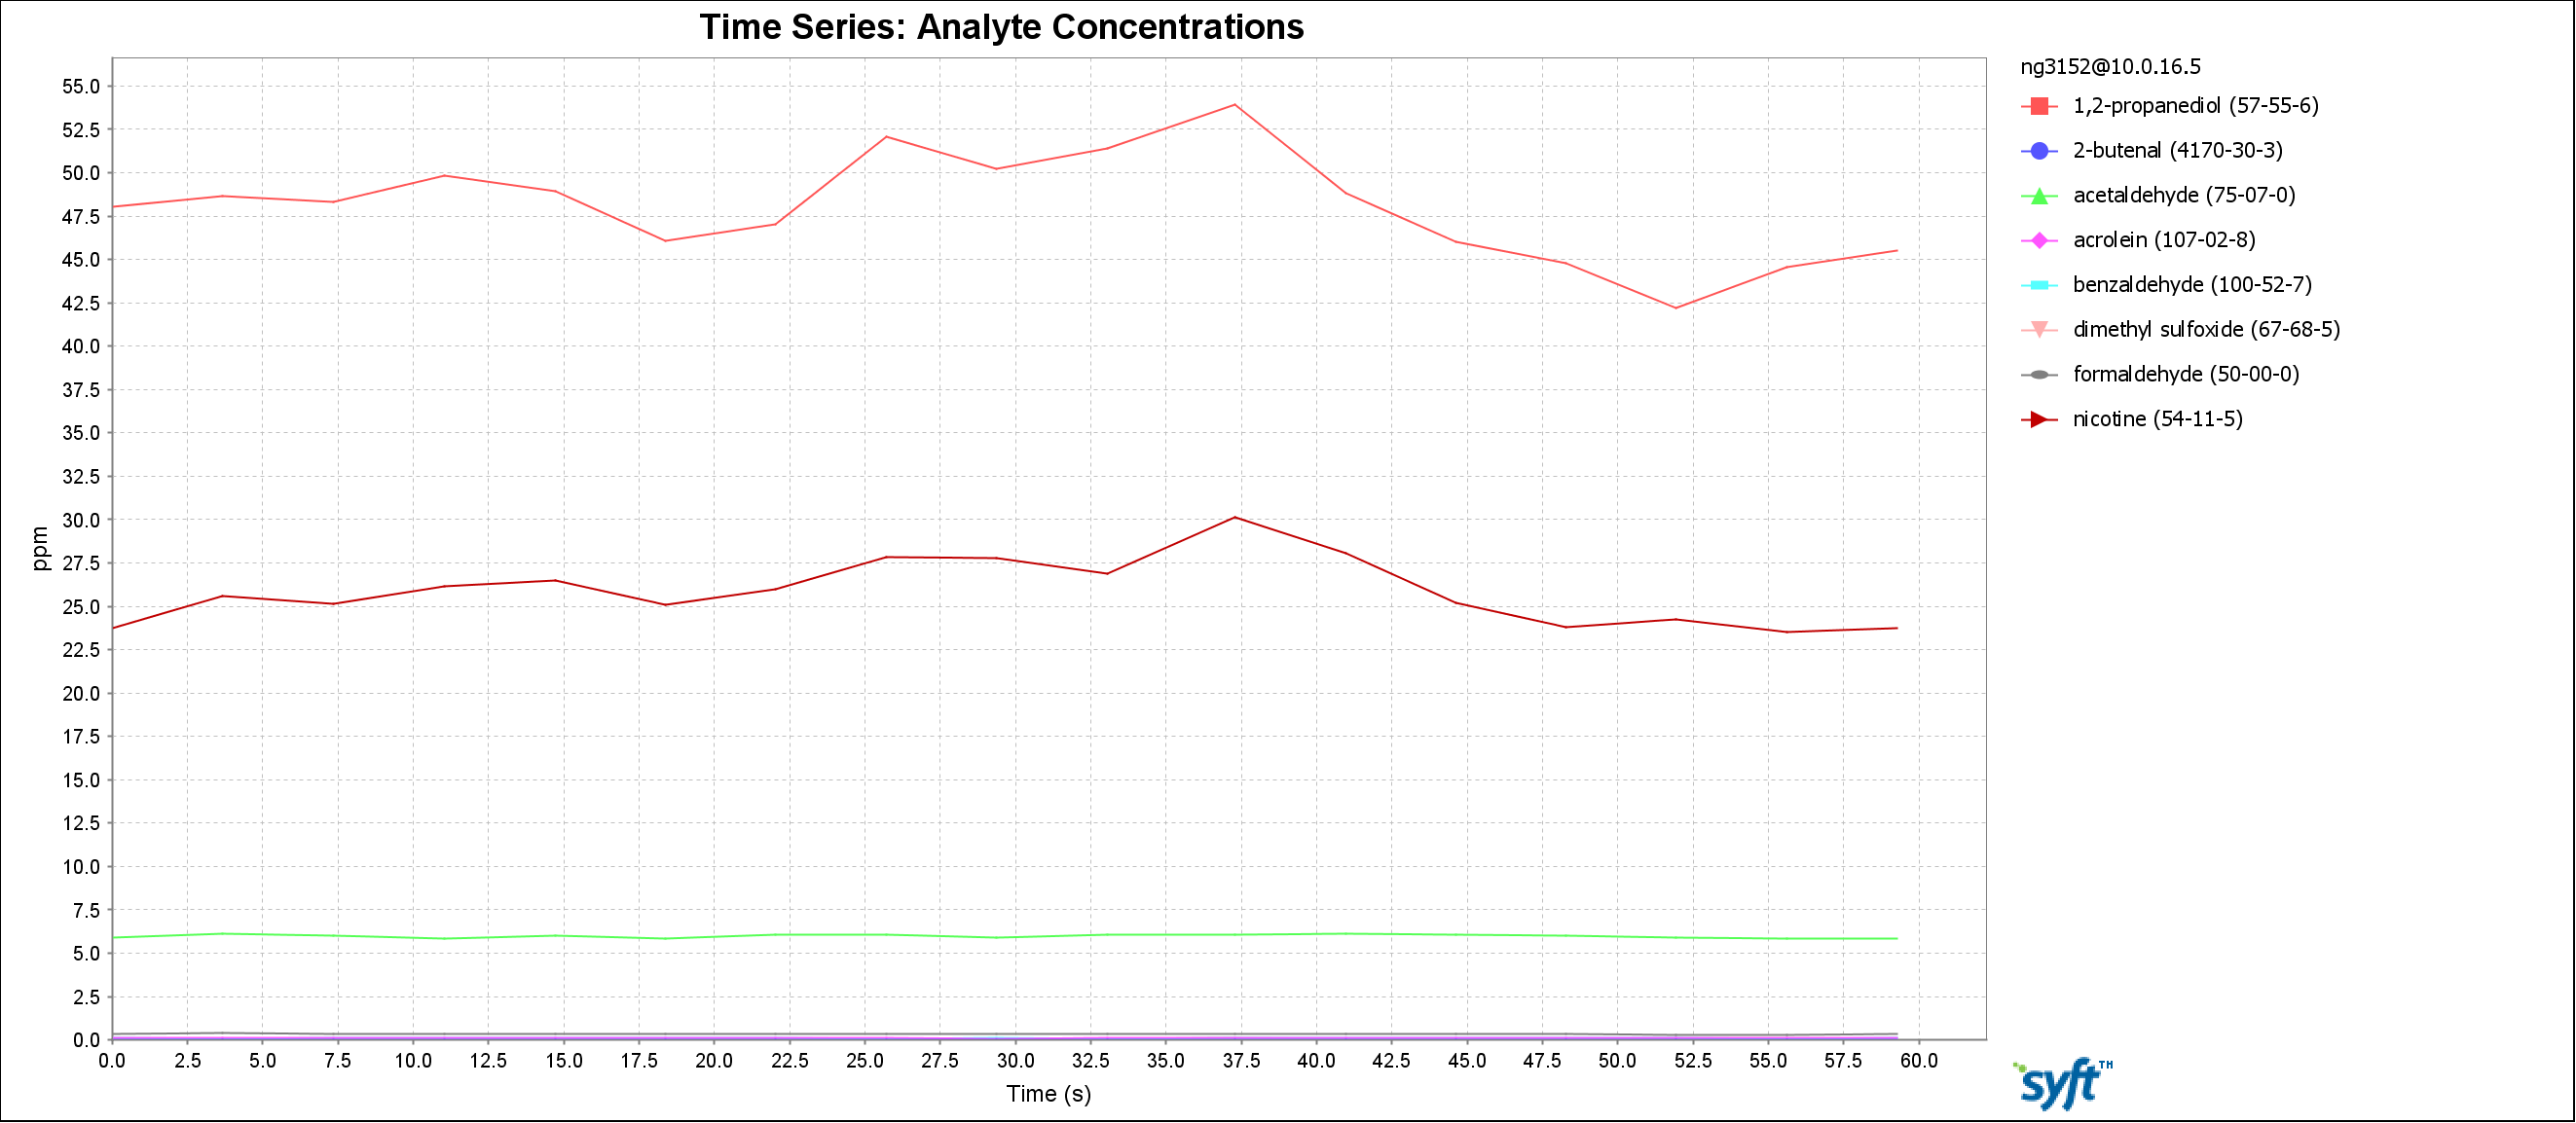 Time Series: Analyte Concentrations
ng3152@10.0.16.5
1,2-propanediol (57-55-6)
2-butenal (4170-30-3)
acetaldehyde (75-07-0)
acrolein (107-02-8)
benzaldehyde (100-52-7)
dimethyl sulfoxide (67-68-5)
formaldehyde (50-00-0)
nicotine (54-11-5)
ppm
55.0
52.5
50.0
47.5
45.0
42.5
40.0
37.5
35.0
32.5
30.0
27.5
25.0
22.5
20.0
17.5
15.0
12.5
10.0
7.5
5.0
2.5
0.0
0.0 2.5 5.0 7.5 10.0 12.5 15.0 17.5 20.0 22.5 25.0 27.5 30.0 32.5 35.0 37.5 40.0 42.5 45.0 47.5 50.0 52.5 55.0 57.5 60.0
Time (s)
syft™